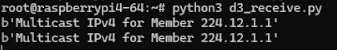 root@raspberrypi4-64:~# python3 d3_receive.py
b'Multicast IPv4 for Member 224.12.1.1'
b'Multicast IPv4 for Member 224.12.1.1'